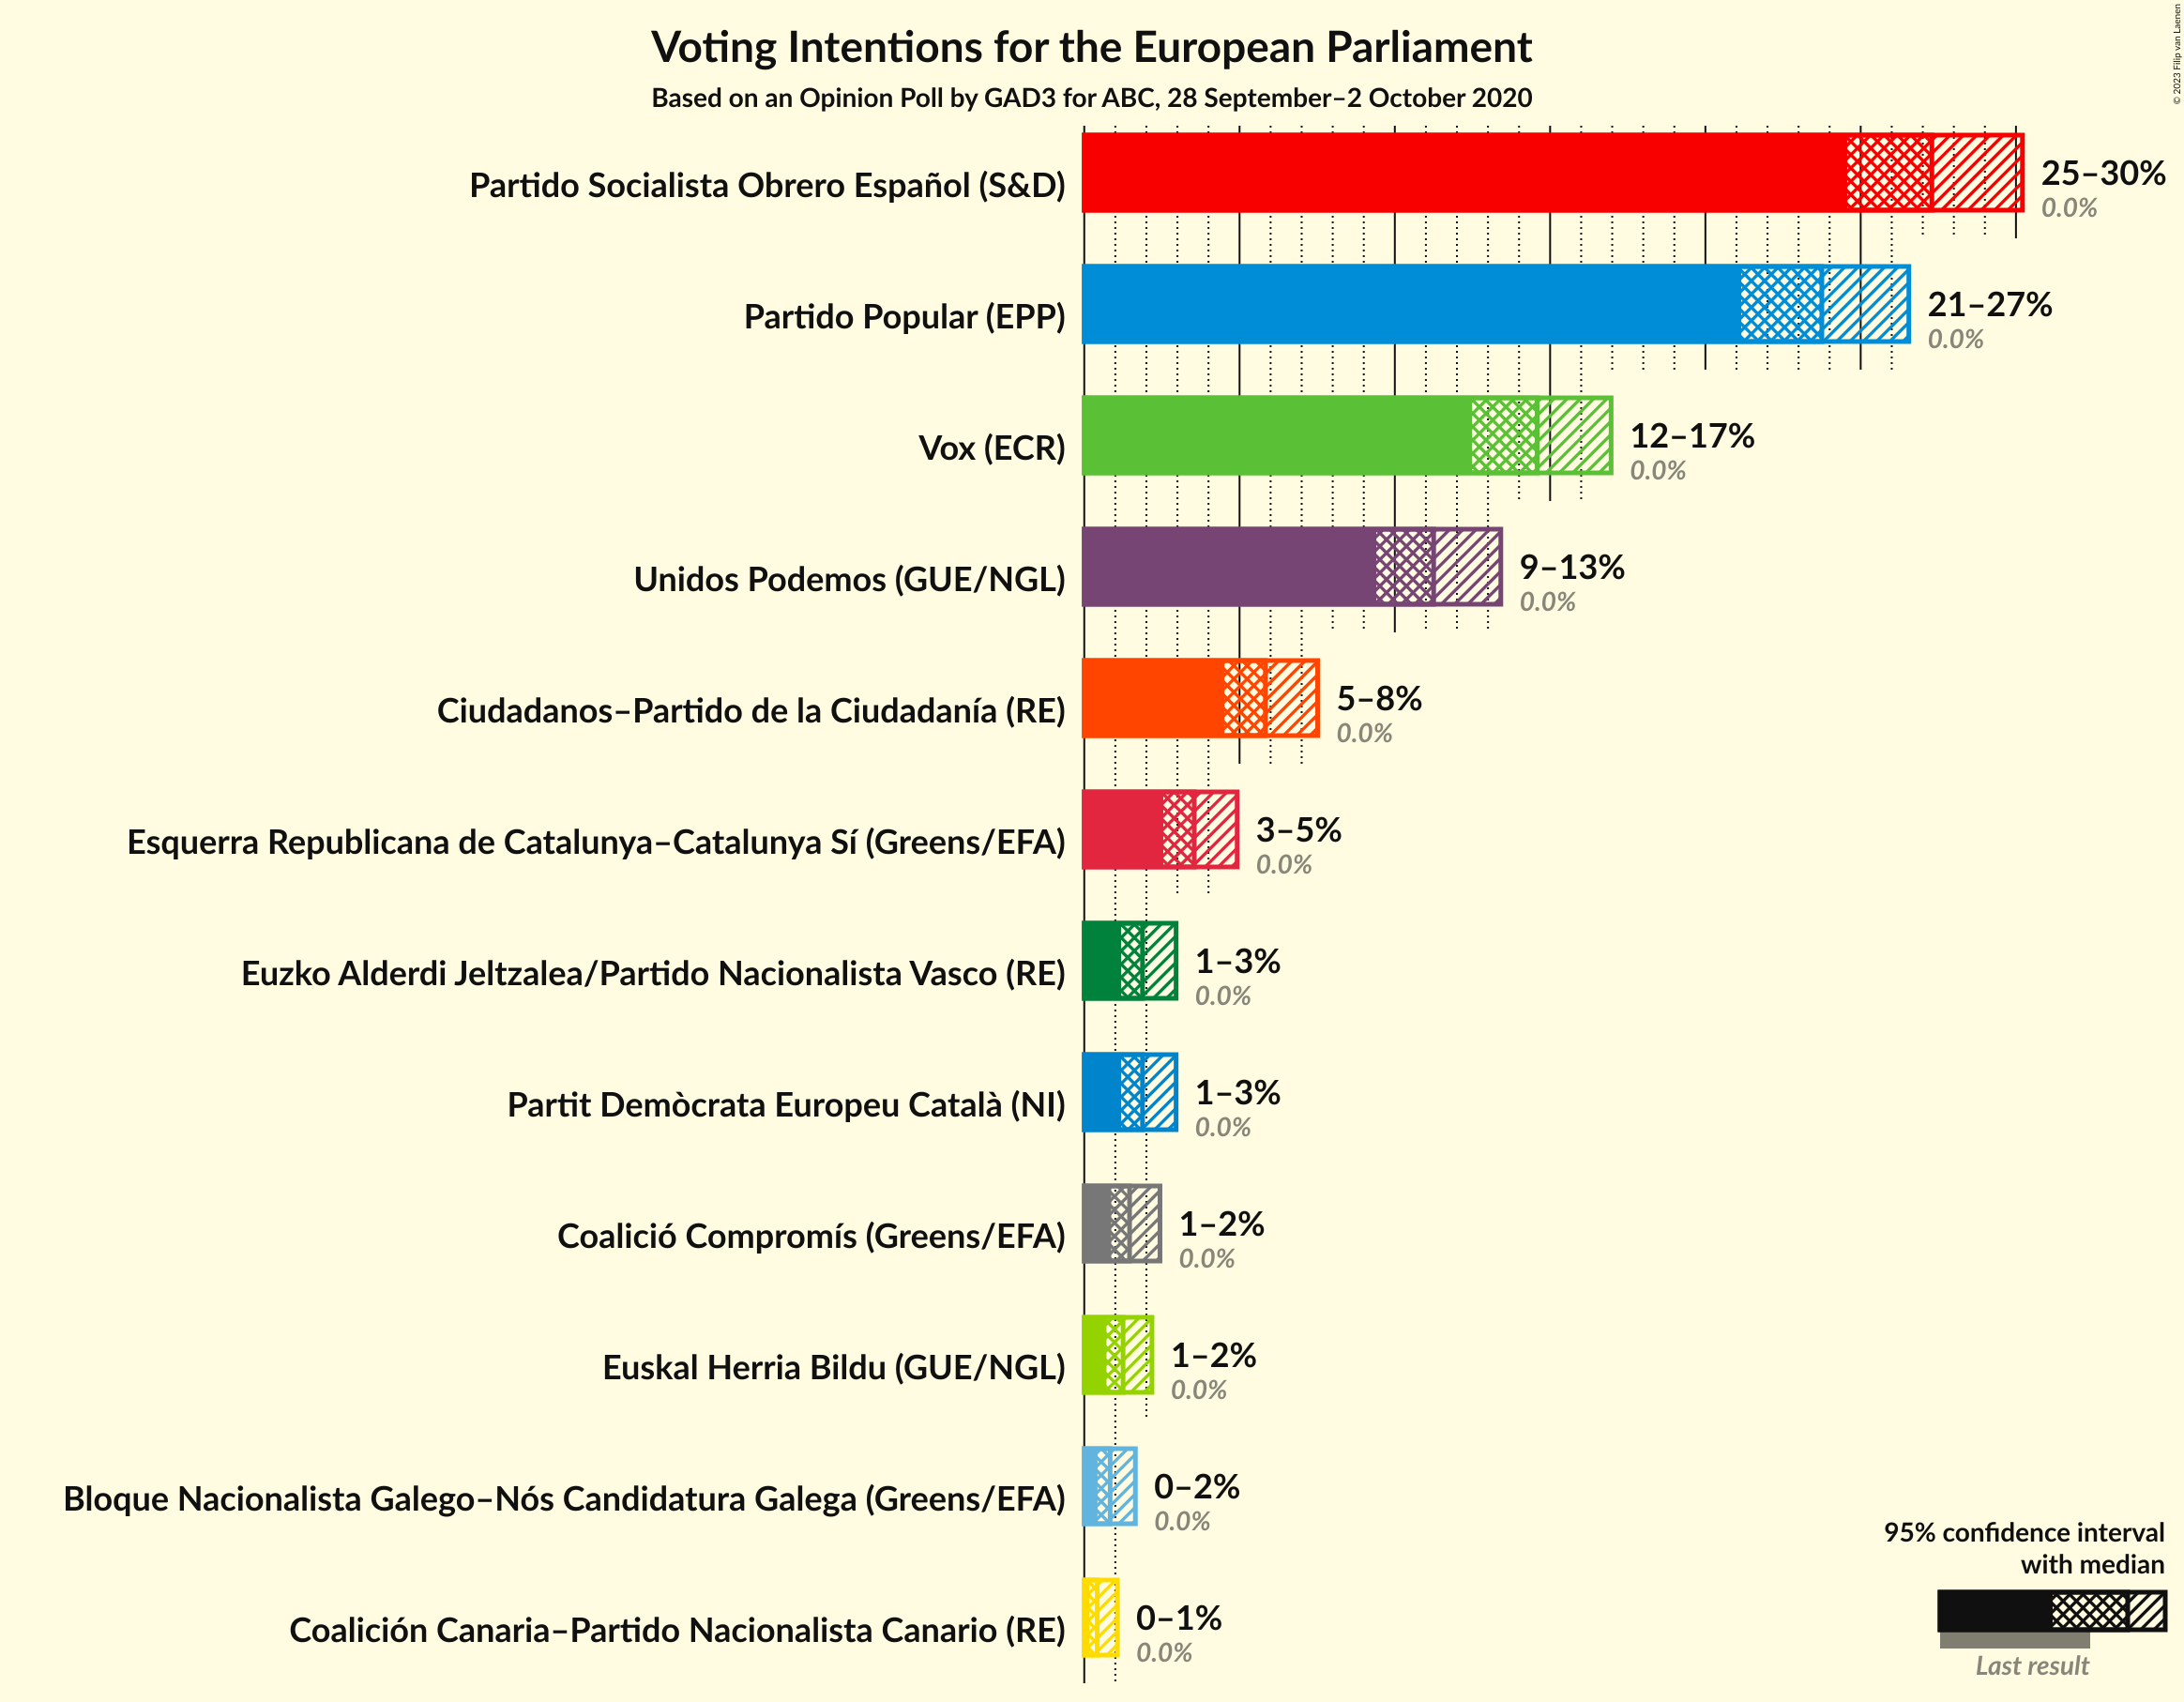 Voting Intentions for the European Parliament
Based on an Opinion Poll by GAD3 for ABC, 28 September–2 October 2020
© 2023 Filip van Laenen
Partido Socialista Obrero Español (S&D)
25–30%
0.0%
Partido Popular (EPP)
21–27%
0.0%
Vox (ECR)
12–17%
0.0%
Unidos Podemos (GUE/NGL)
9–13%
0.0%
Ciudadanos–Partido de la Ciudadanía (RE)
5–8%
0.0%
Esquerra Republicana de Catalunya–Catalunya Sí (Greens/EFA)
3–5%
0.0%
Euzko Alderdi Jeltzalea/Partido Nacionalista Vasco (RE)
1–3%
0.0%
Partit Demòcrata Europeu Català (NI)
1–3%
0.0%
Coalició Compromís (Greens/EFA)
1–2%
0.0%
Euskal Herria Bildu (GUE/NGL)
1–2%
0.0%
Bloque Nacionalista Galego–Nós Candidatura Galega (Greens/EFA)
0–2%
0.0%
Coalición Canaria–Partido Nacionalista Canario (RE)
0–1%
0.0%
95% confidence interval
with median
Last result